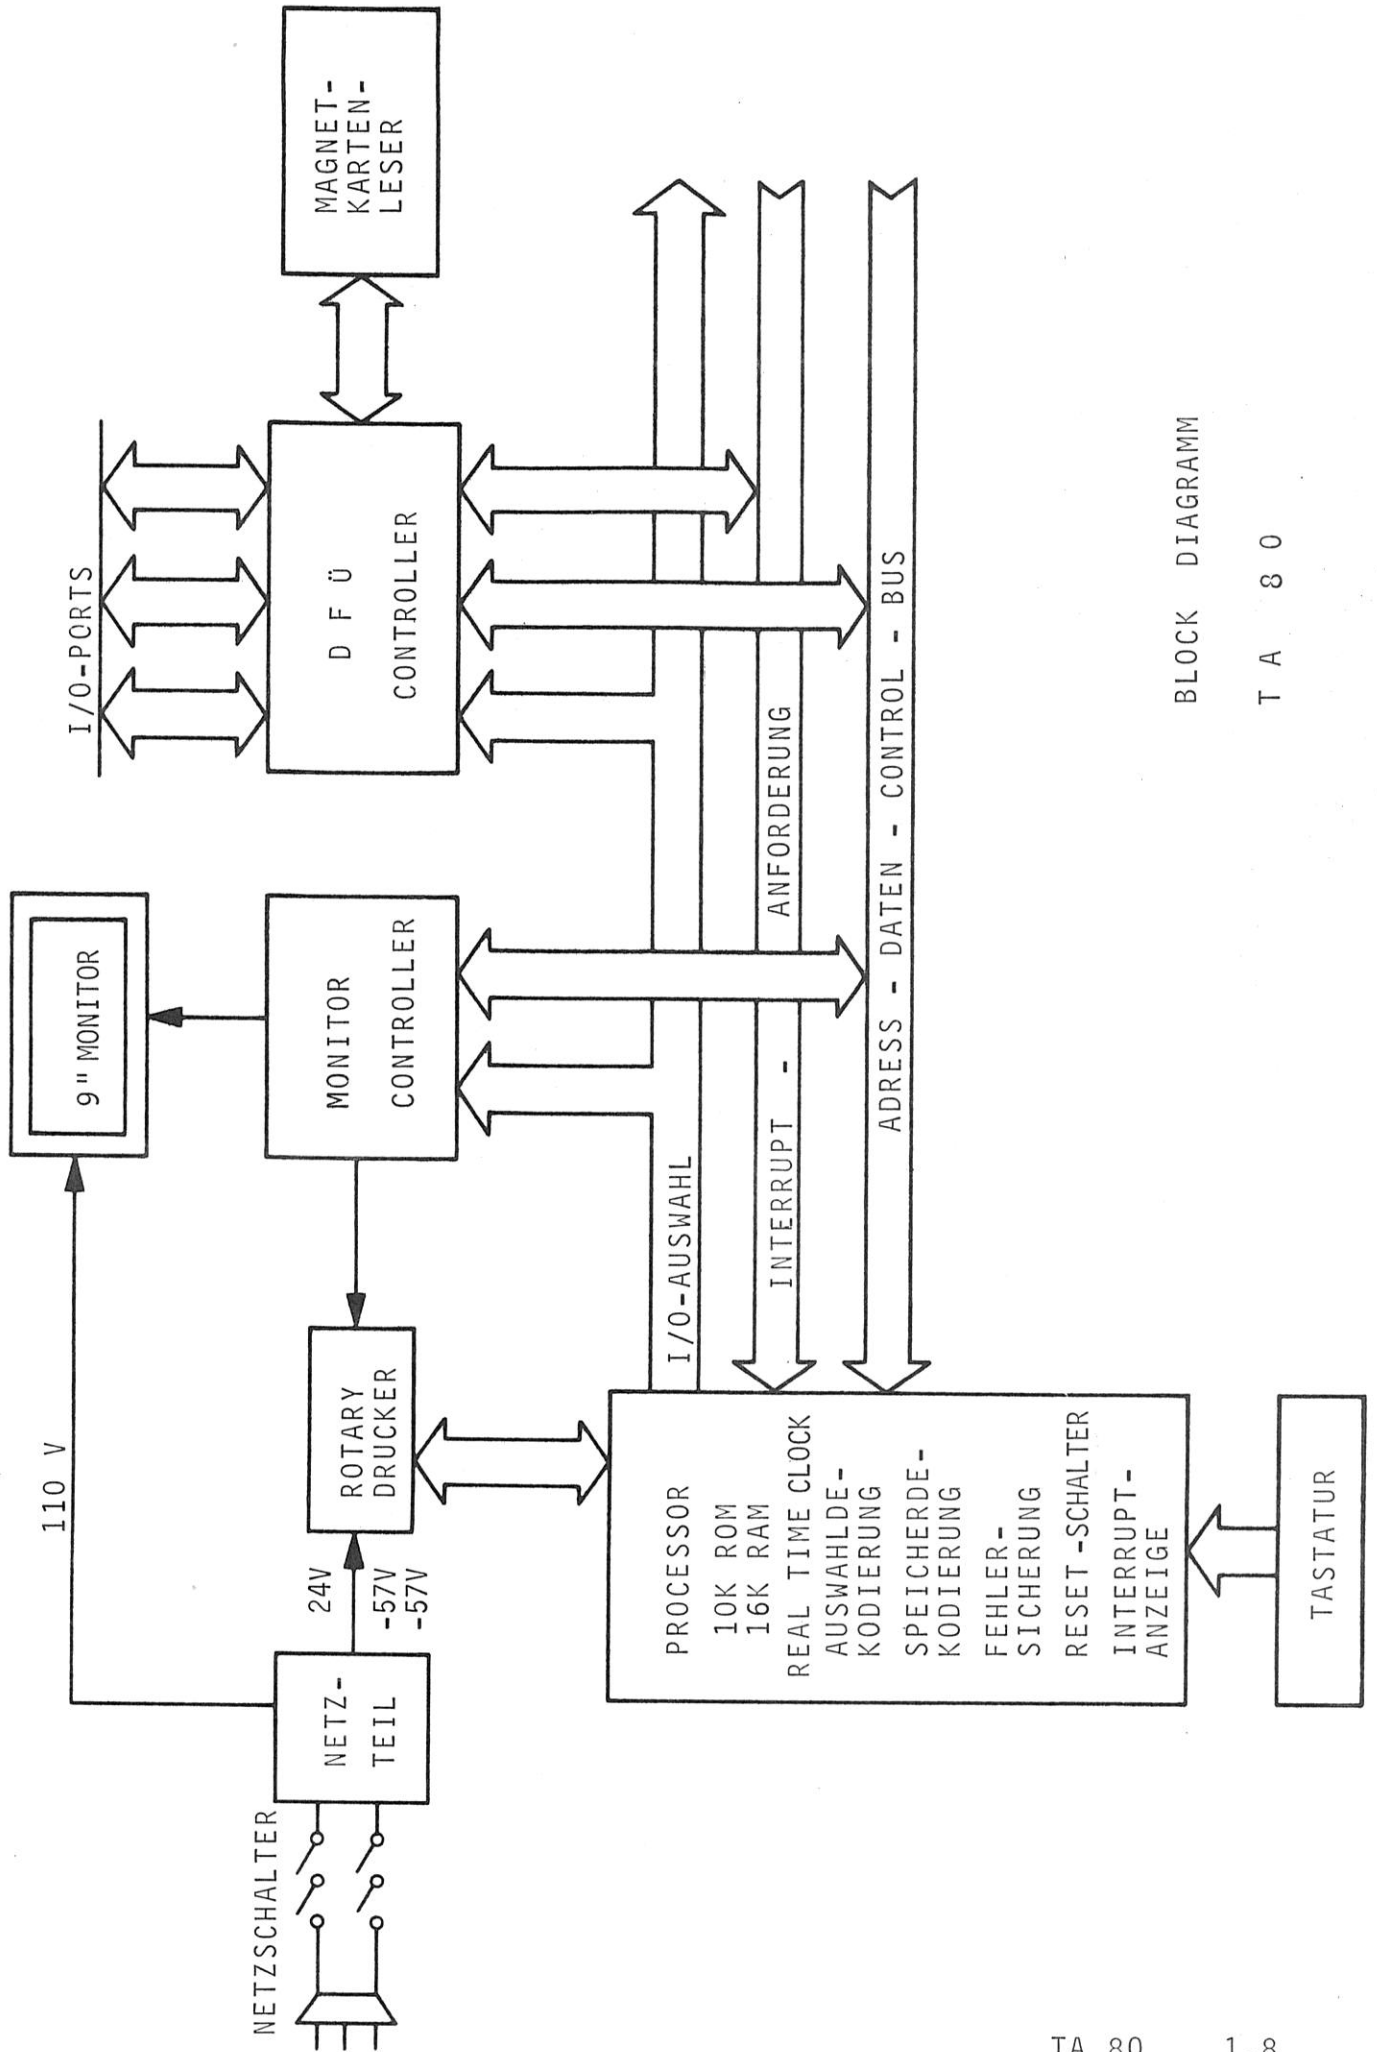 NETZSCHALTER
NETZ-
TEIL
110 V
24V
-57V
-57V
ROTARY
DRUCKER
9" MONITOR
MONITOR
CONTROLLER
I/O-PORTS
D F Ü
CONTROLLER
MAGNET-
KARTEN-
LESER
I/O-AUSWAHL
INTERRUPT - ANFORDERUNG
ADRESS - DATEN - CONTROL - BUS
PROCESSOR
10K ROM
16K RAM
REAL TIME CLOCK
AUSWAHLDE-
KODIERUNG
SPEICHERDE-
KODIERUNG
FEHLER-
SICHERUNG
RESET-SCHALTER
INTERRUPT-
ANZEIGE
TASTATUR
BLOCK DIAGRAMM
T A 8 0
TA 80 1-8